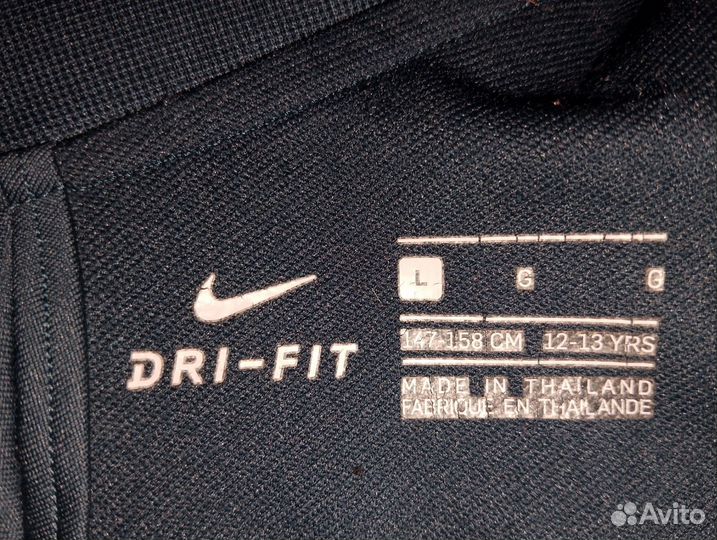 DRI-FIT
L G G
147-158 CM 12-13 YRS
MADE IN THAILAND
FABRIQUE EN THAILANDE
Avito